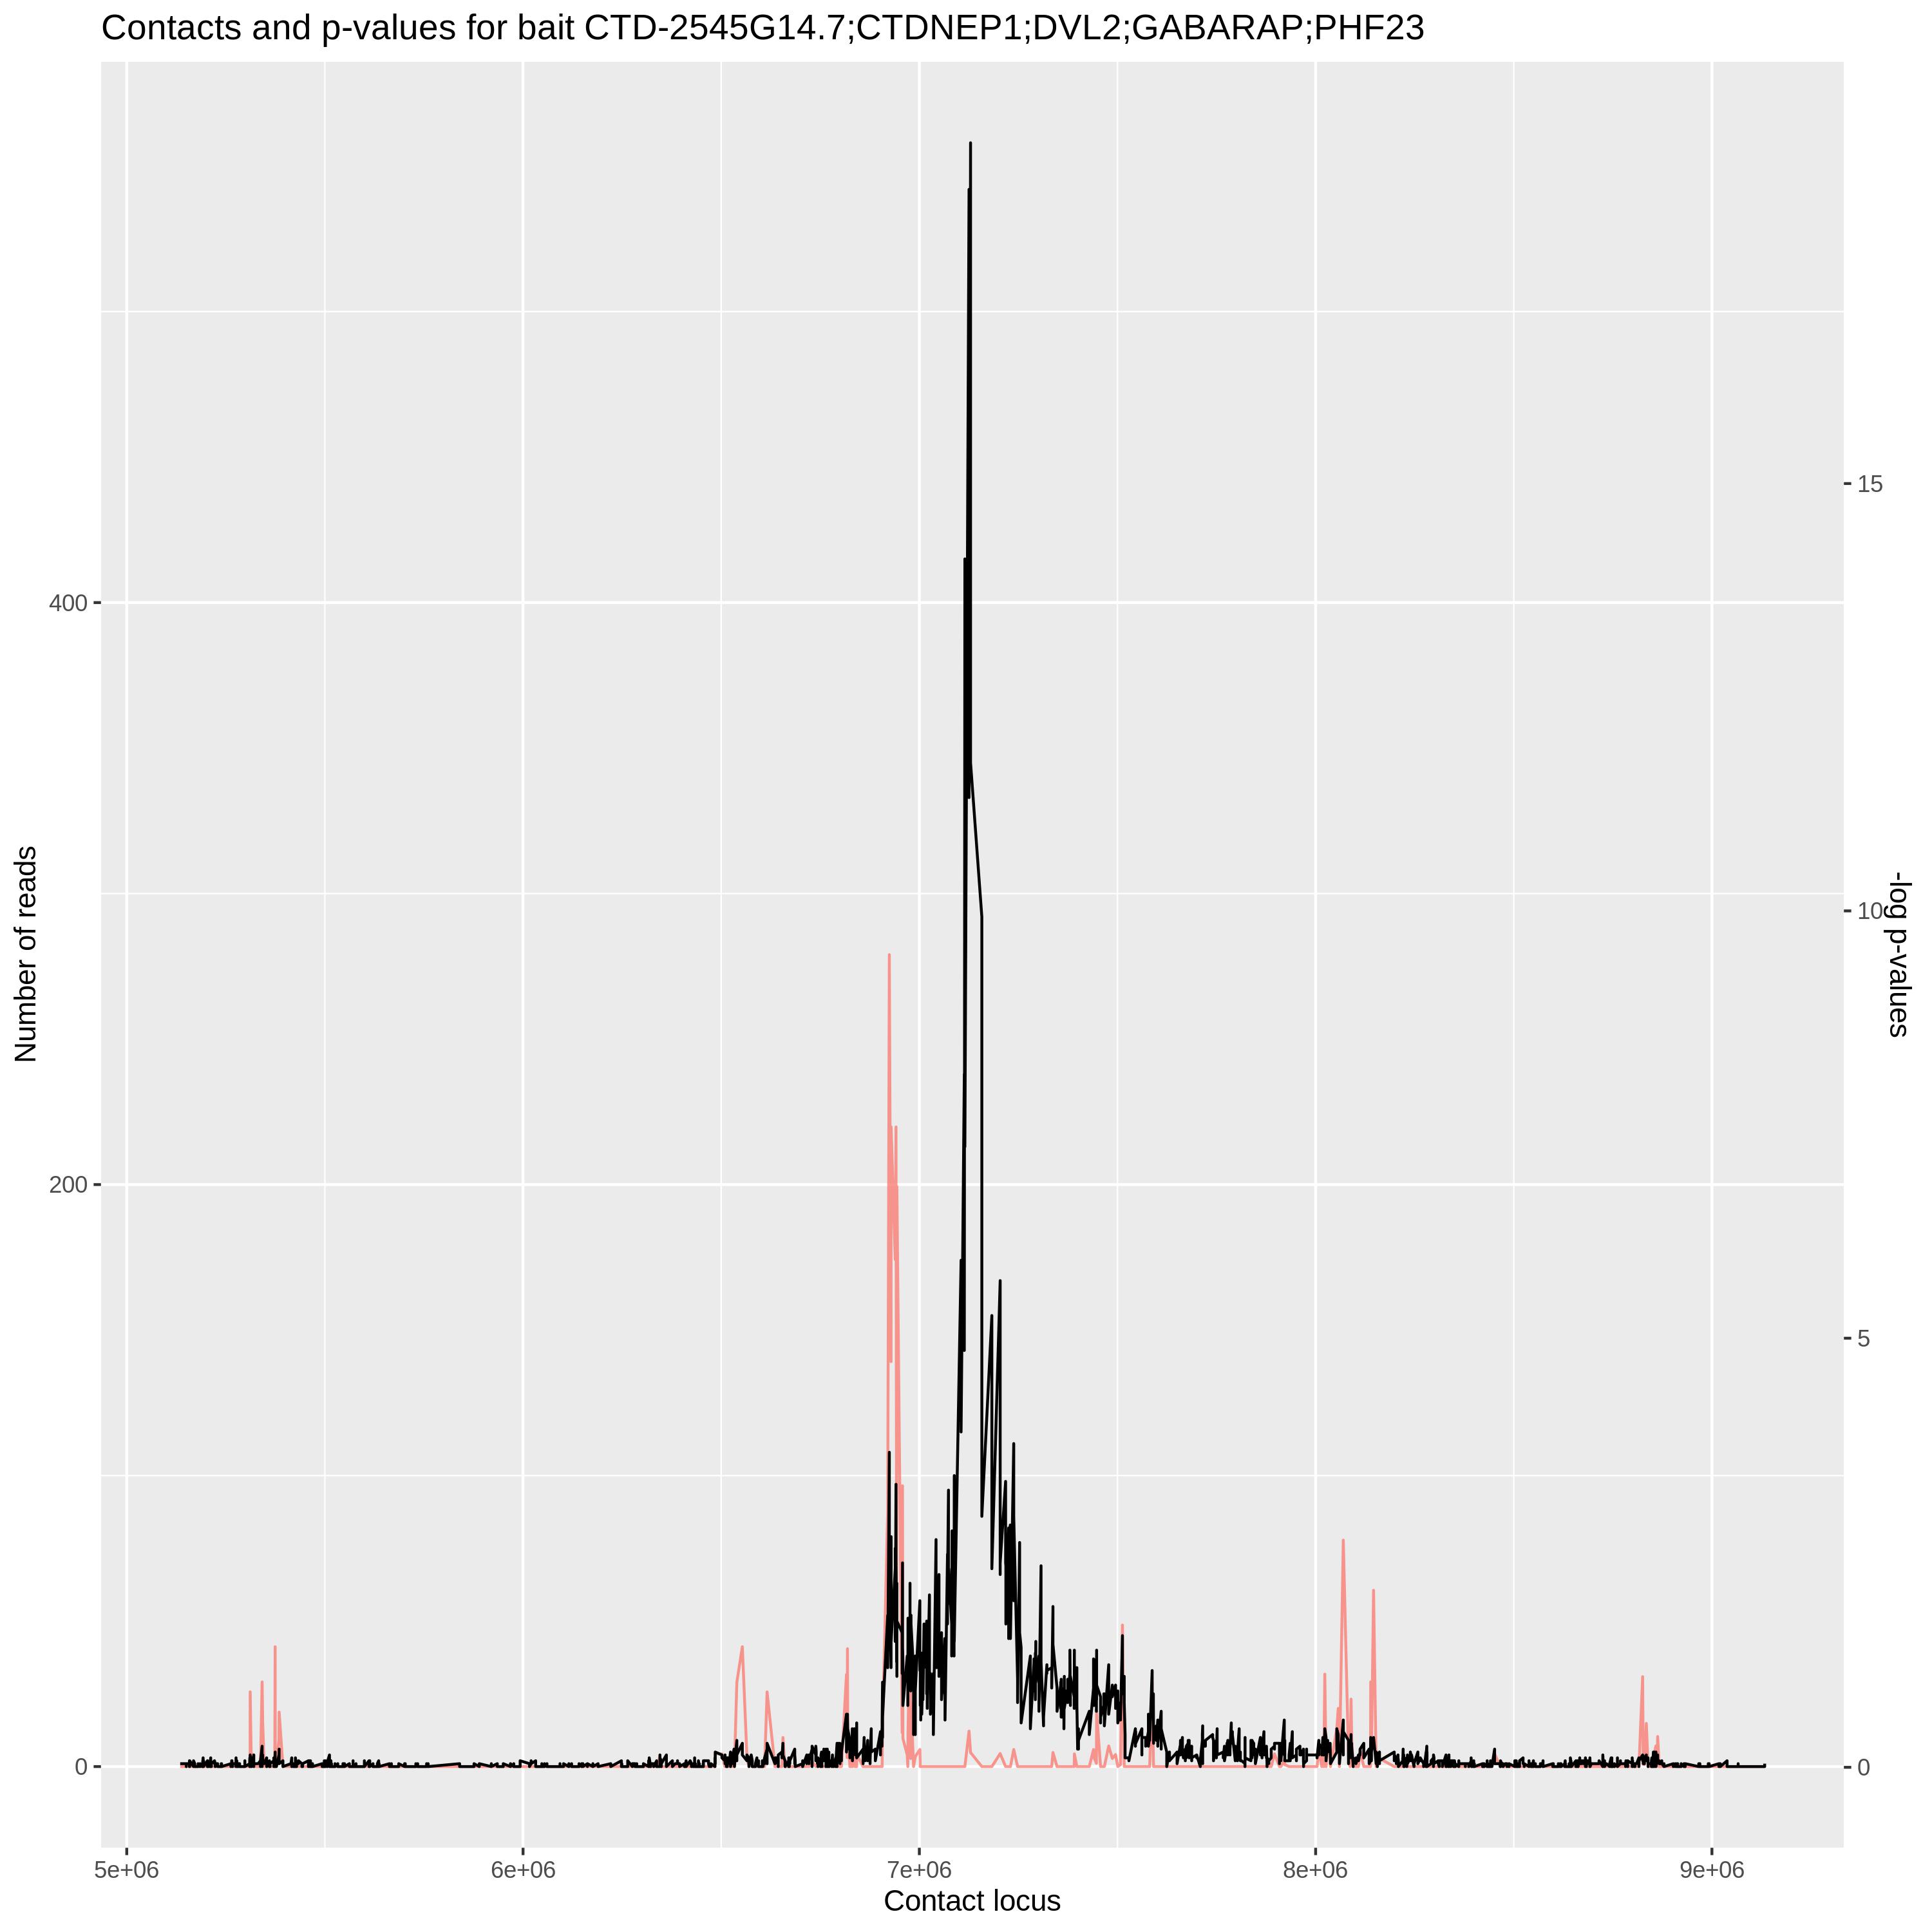 Contacts and p-values for bait CTD-2545G14.7;CTDNEP1;DVL2;GABARAP;PHF23
Number of reads
400
200
0
15
10
5
0
-log p-values
5e+06 6e+06 7e+06 8e+06 9e+06
Contact locus